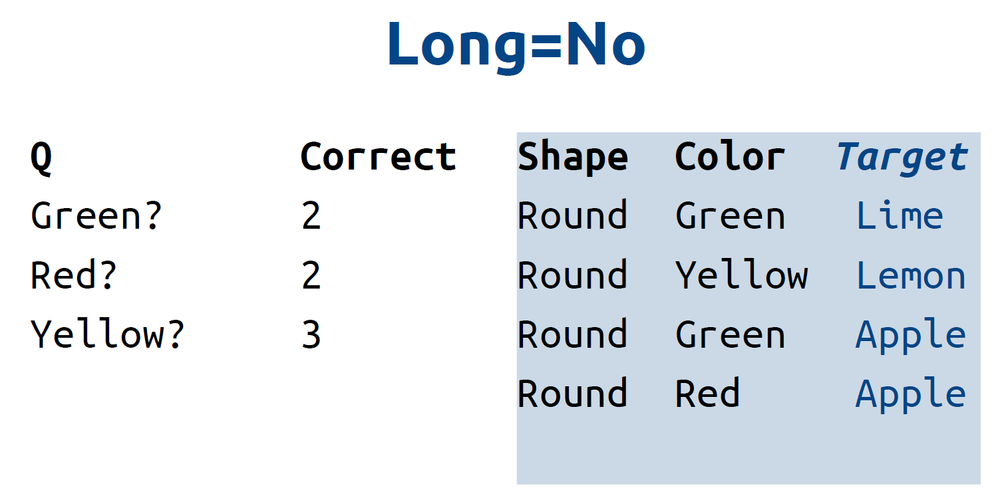 Long=No
Q Correct Shape Color Target
Green? 2 Round Green Lime
Red? 2 Round Yellow Lemon
Yellow? 3 Round Green Apple
Round Red Apple